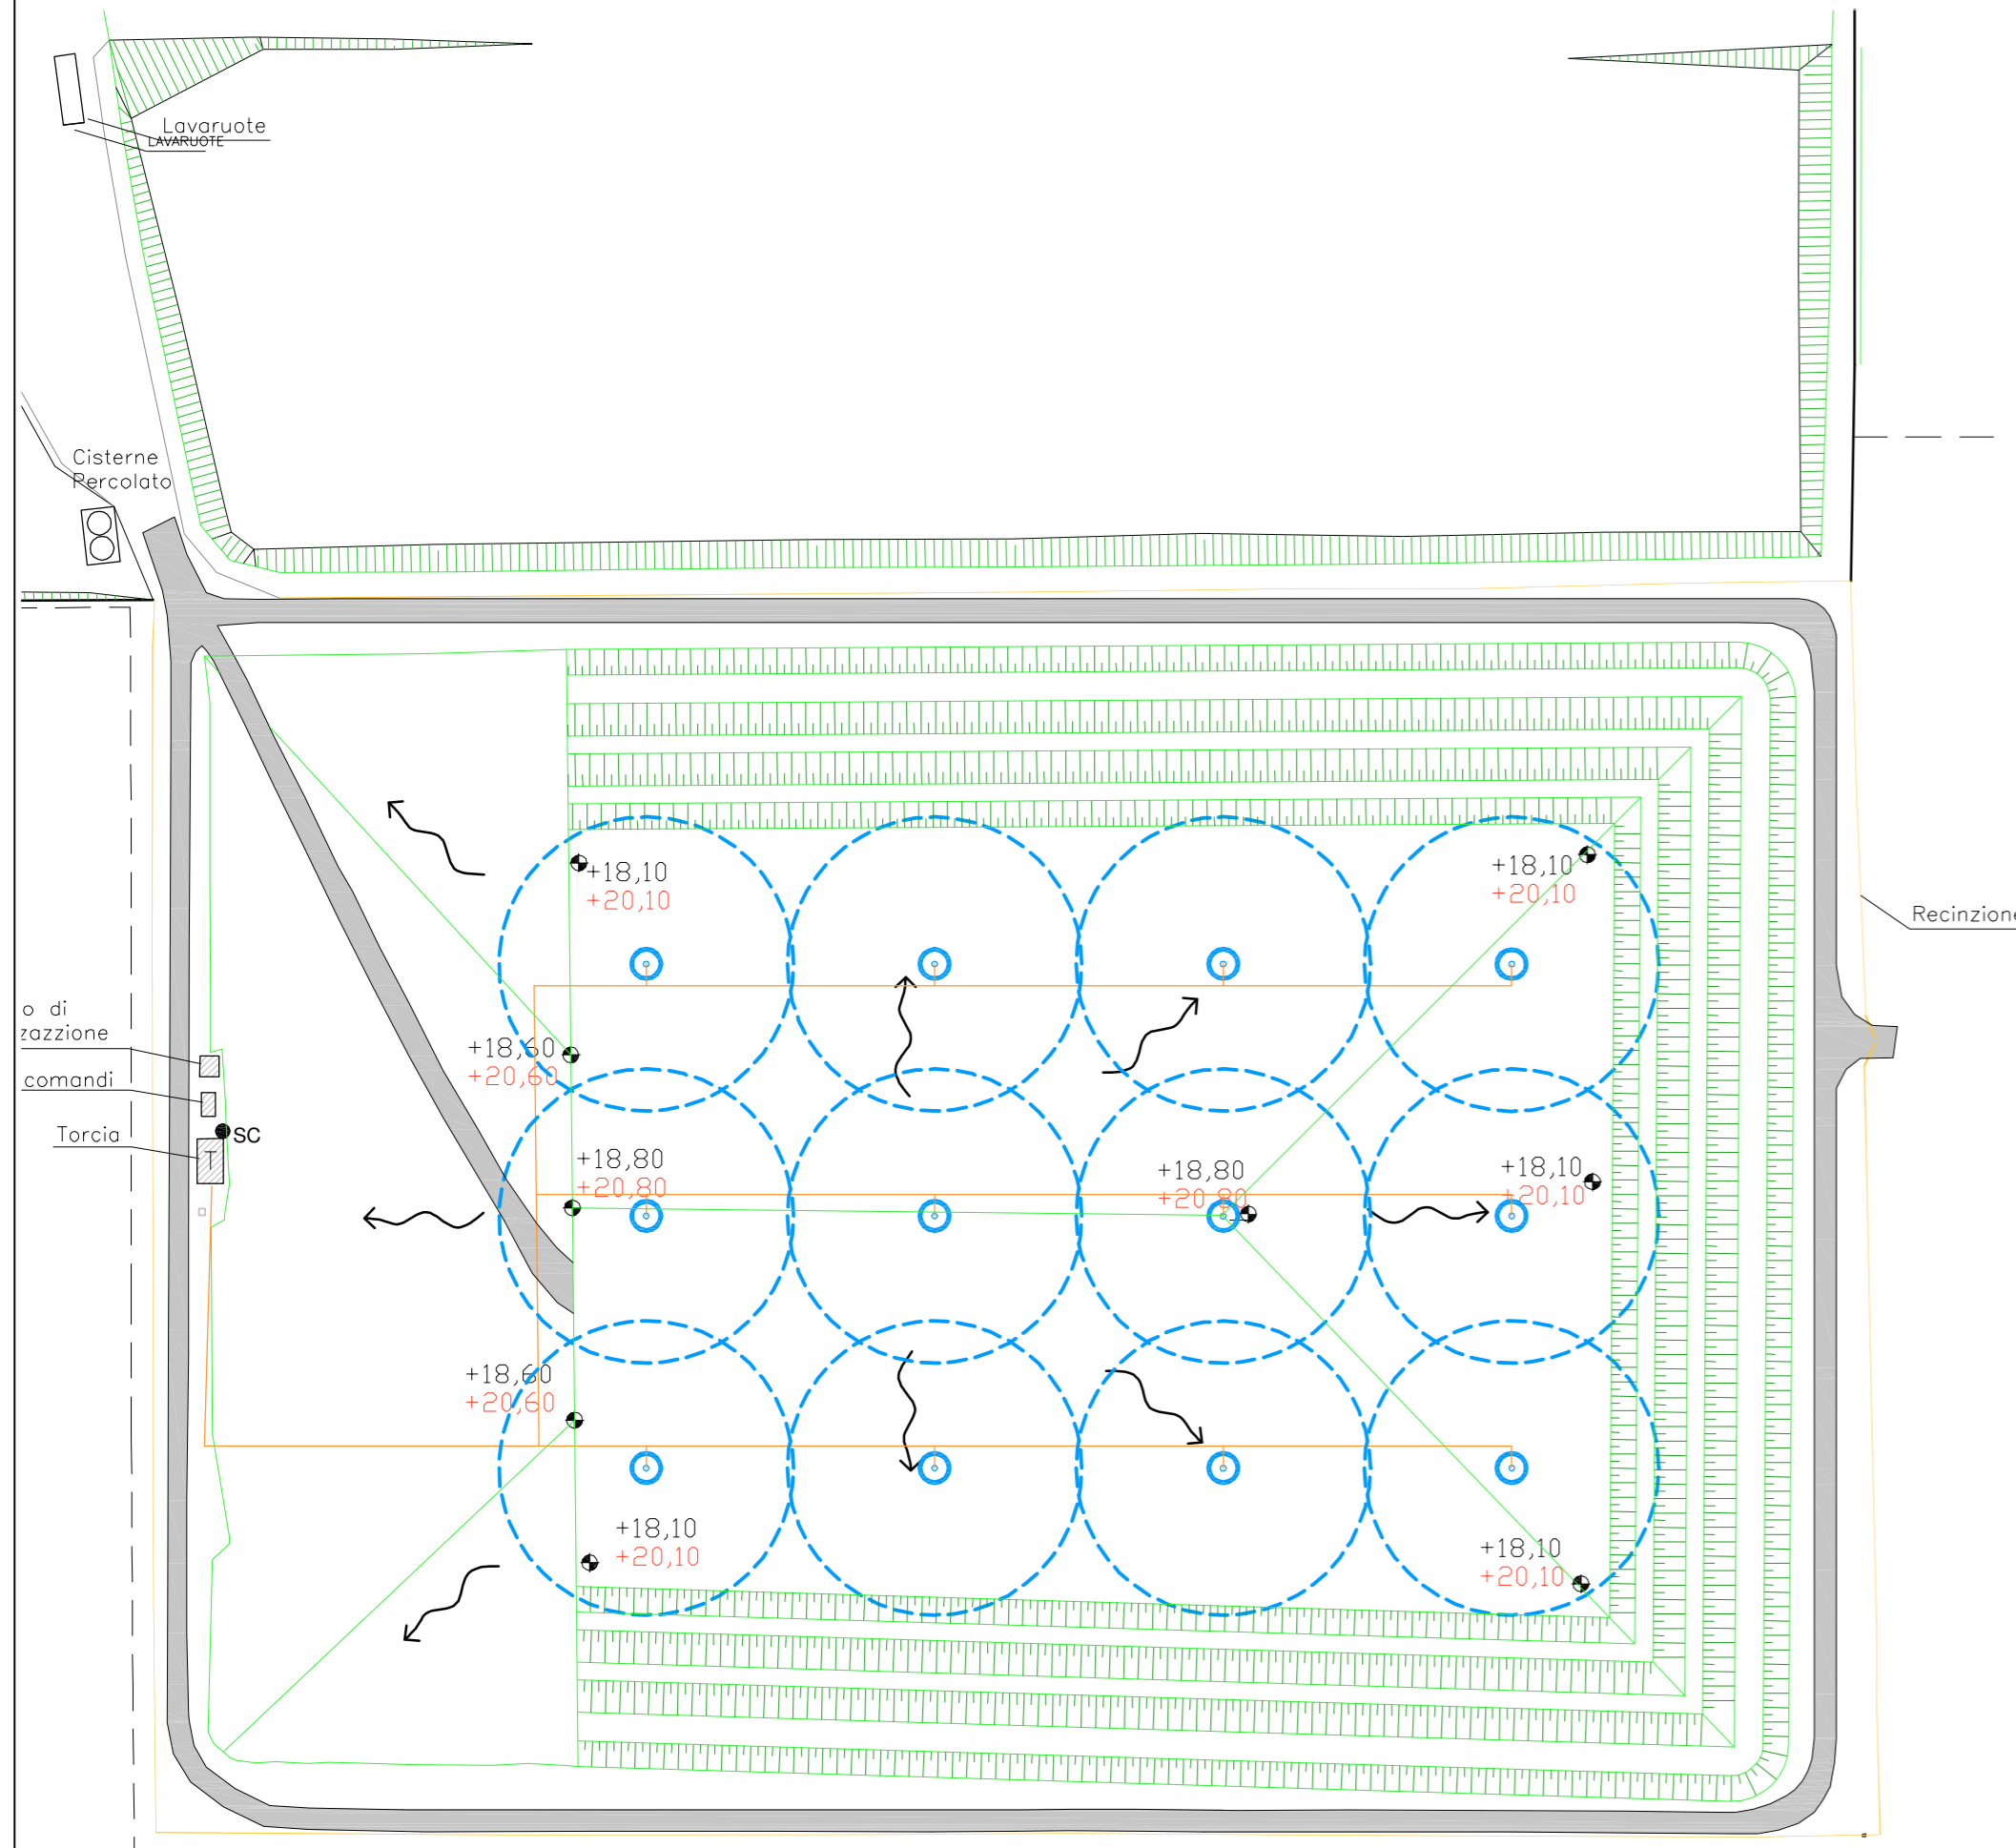 Lavaruote
LAVARUOTE
Cisterne
Percolato
+18,10
+20,10
+18,10
+20,10
Recinzione
o di
zazzione
+18,60
+20,60
comandi
SC
Torcia
T
+18,80
+20,80
+18,80
+20,80
+18,10
+20,10
+18,60
+20,60
+18,10
+20,10
+18,10
+20,10